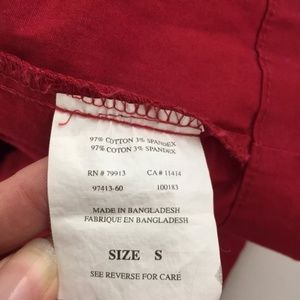 97% COTTON 3% SPANDEX
97% COTON 3% SPANDEX
RN # 79913 CA # 11414
97413-60 100183
MADE IN BANGLADESH
FABRIQUE EN BANGLADESH
SIZE S
SEE REVERSE FOR CARE